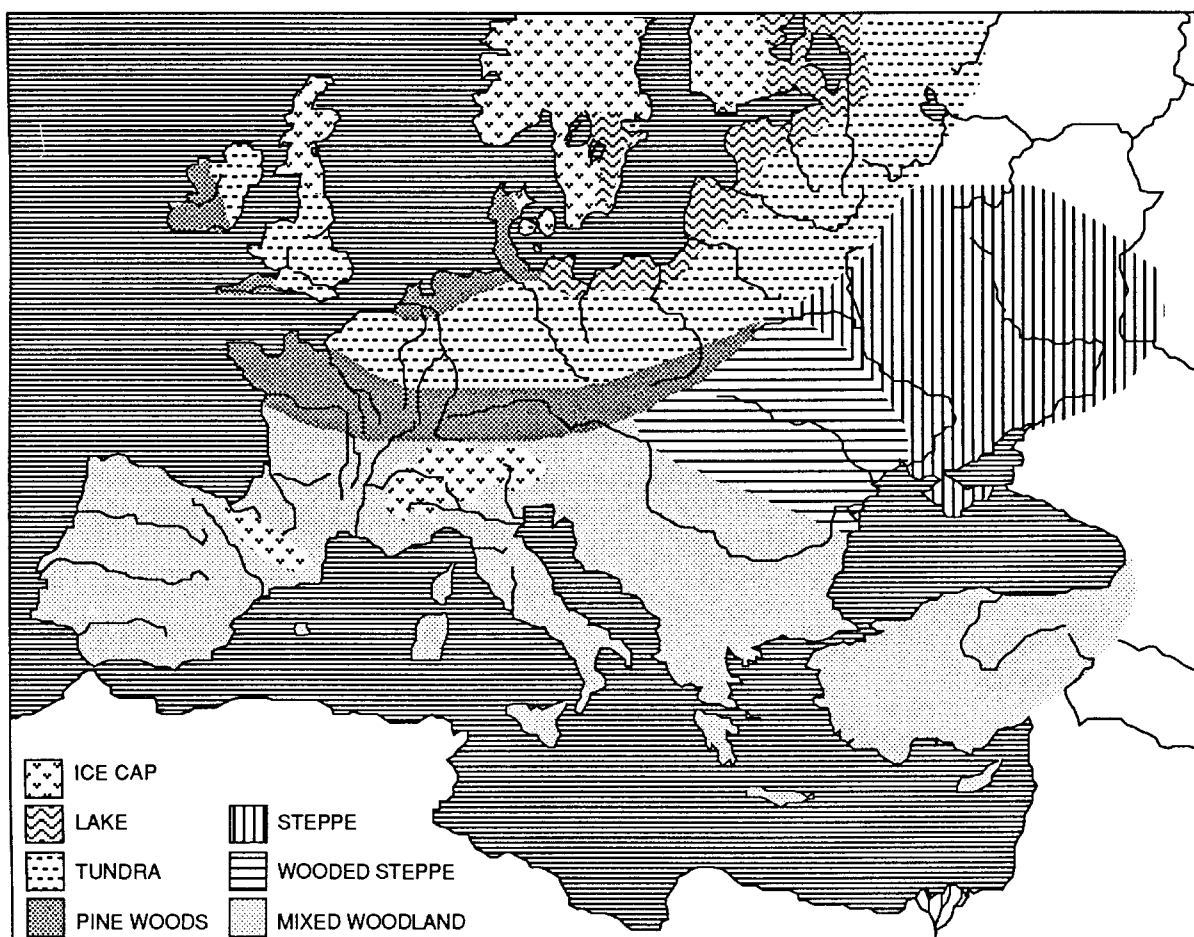 ICE CAP
LAKE
TUNDRA
PINE WOODS
STEPPE
WOODED STEPPE
MIXED WOODLAND